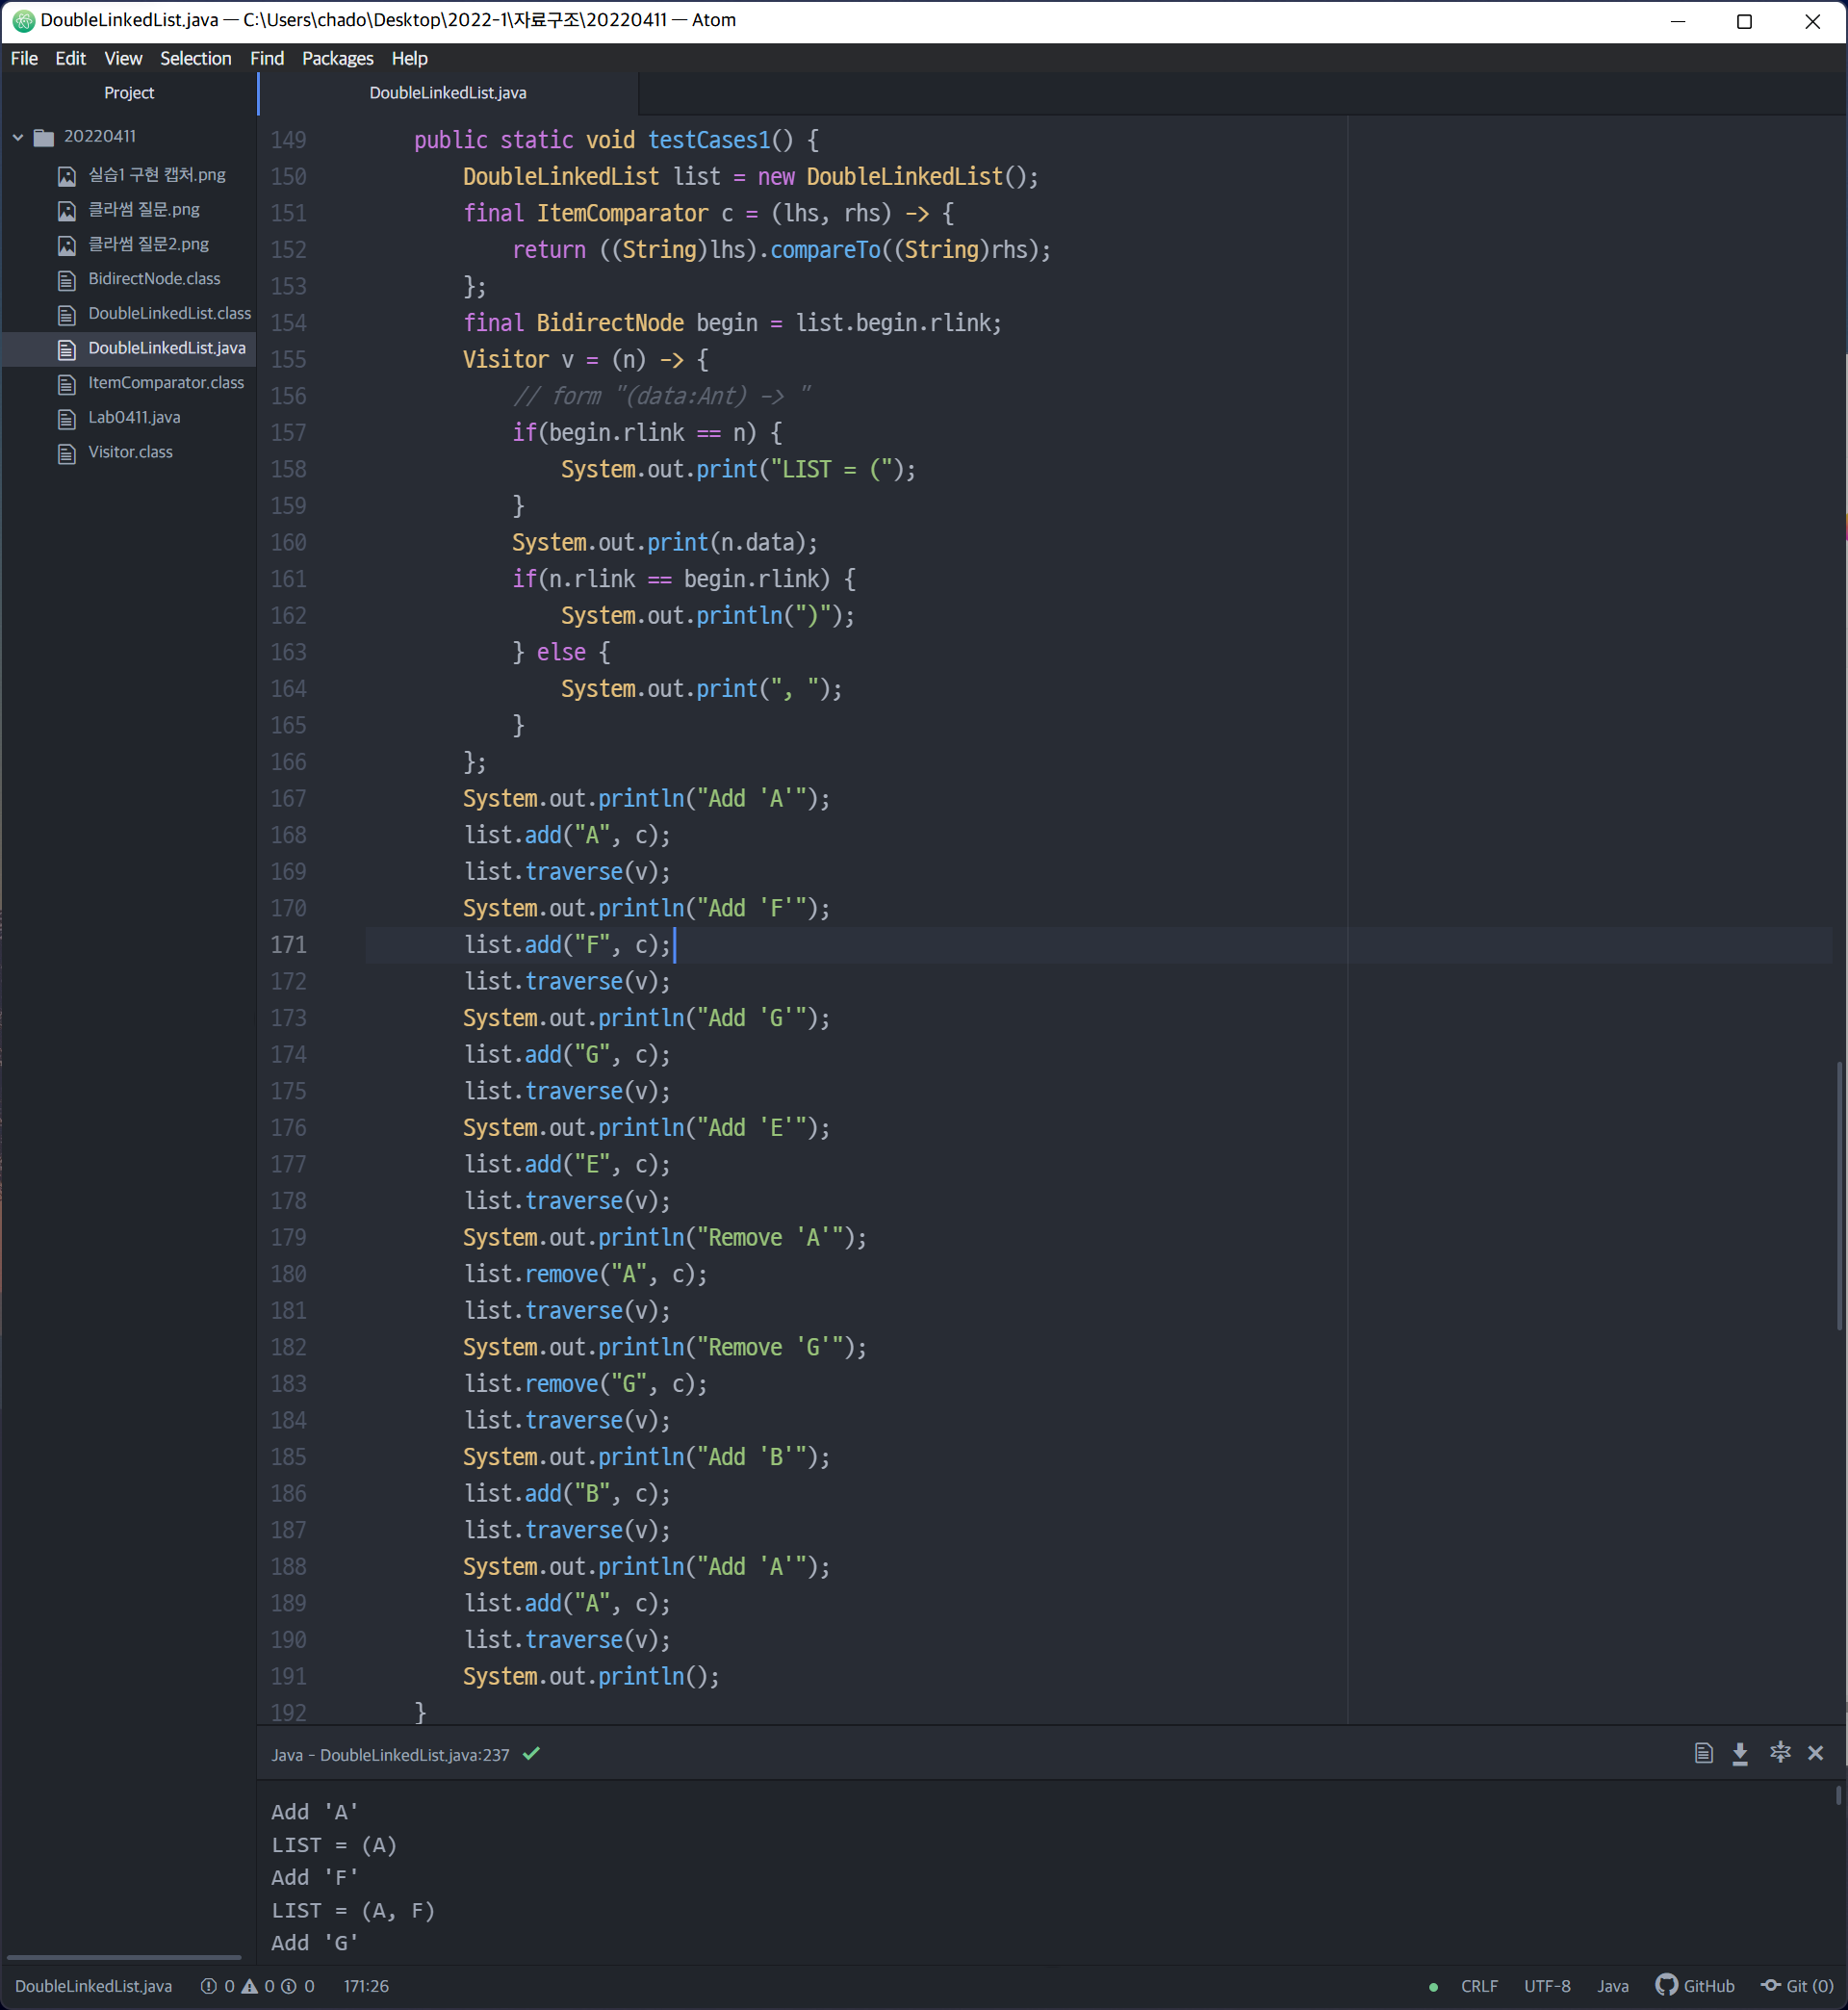 DoubleLinkedList.java — C:\Users\chado\Desktop\2022-1\자료구조\20220411 — Atom
File Edit View Selection Find Packages Help
Project
20220411
실습1 구현 캡처.png
클라썸 질문.png
클라썸 질문2.png
BidirectNode.class
DoubleLinkedList.class
DoubleLinkedList.java
ItemComparator.class
Lab0411.java
Visitor.class
DoubleLinkedList.java
149 public static void testCases1() {
150 DoubleLinkedList list = new DoubleLinkedList();
151 final ItemComparator c = (lhs, rhs) -> {
152 return ((String)lhs).compareTo((String)rhs);
153 };
154 final BidirectNode begin = list.begin.rlink;
155 Visitor v = (n) -> {
156 // form "(data:Ant) -> "
157 if(begin.rlink == n) {
158 System.out.print("LIST = (");
159 }
160 System.out.print(n.data);
161 if(n.rlink == begin.rlink) {
162 System.out.println(")");
163 } else {
164 System.out.print(", ");
165 }
166 };
167 System.out.println("Add 'A'");
168 list.add("A", c);
169 list.traverse(v);
170 System.out.println("Add 'F'");
171 list.add("F", c);
172 list.traverse(v);
173 System.out.println("Add 'G'");
174 list.add("G", c);
175 list.traverse(v);
176 System.out.println("Add 'E'");
177 list.add("E", c);
178 list.traverse(v);
179 System.out.println("Remove 'A'");
180 list.remove("A", c);
181 list.traverse(v);
182 System.out.println("Remove 'G'");
183 list.remove("G", c);
184 list.traverse(v);
185 System.out.println("Add 'B'");
186 list.add("B", c);
187 list.traverse(v);
188 System.out.println("Add 'A'");
189 list.add("A", c);
190 list.traverse(v);
191 System.out.println();
192 }
Java - DoubleLinkedList.java:237
Add 'A'
LIST = (A)
Add 'F'
LIST = (A, F)
Add 'G'
DoubleLinkedList.java 0 0 0 171:26 CRLF UTF-8 Java GitHub Git (0)